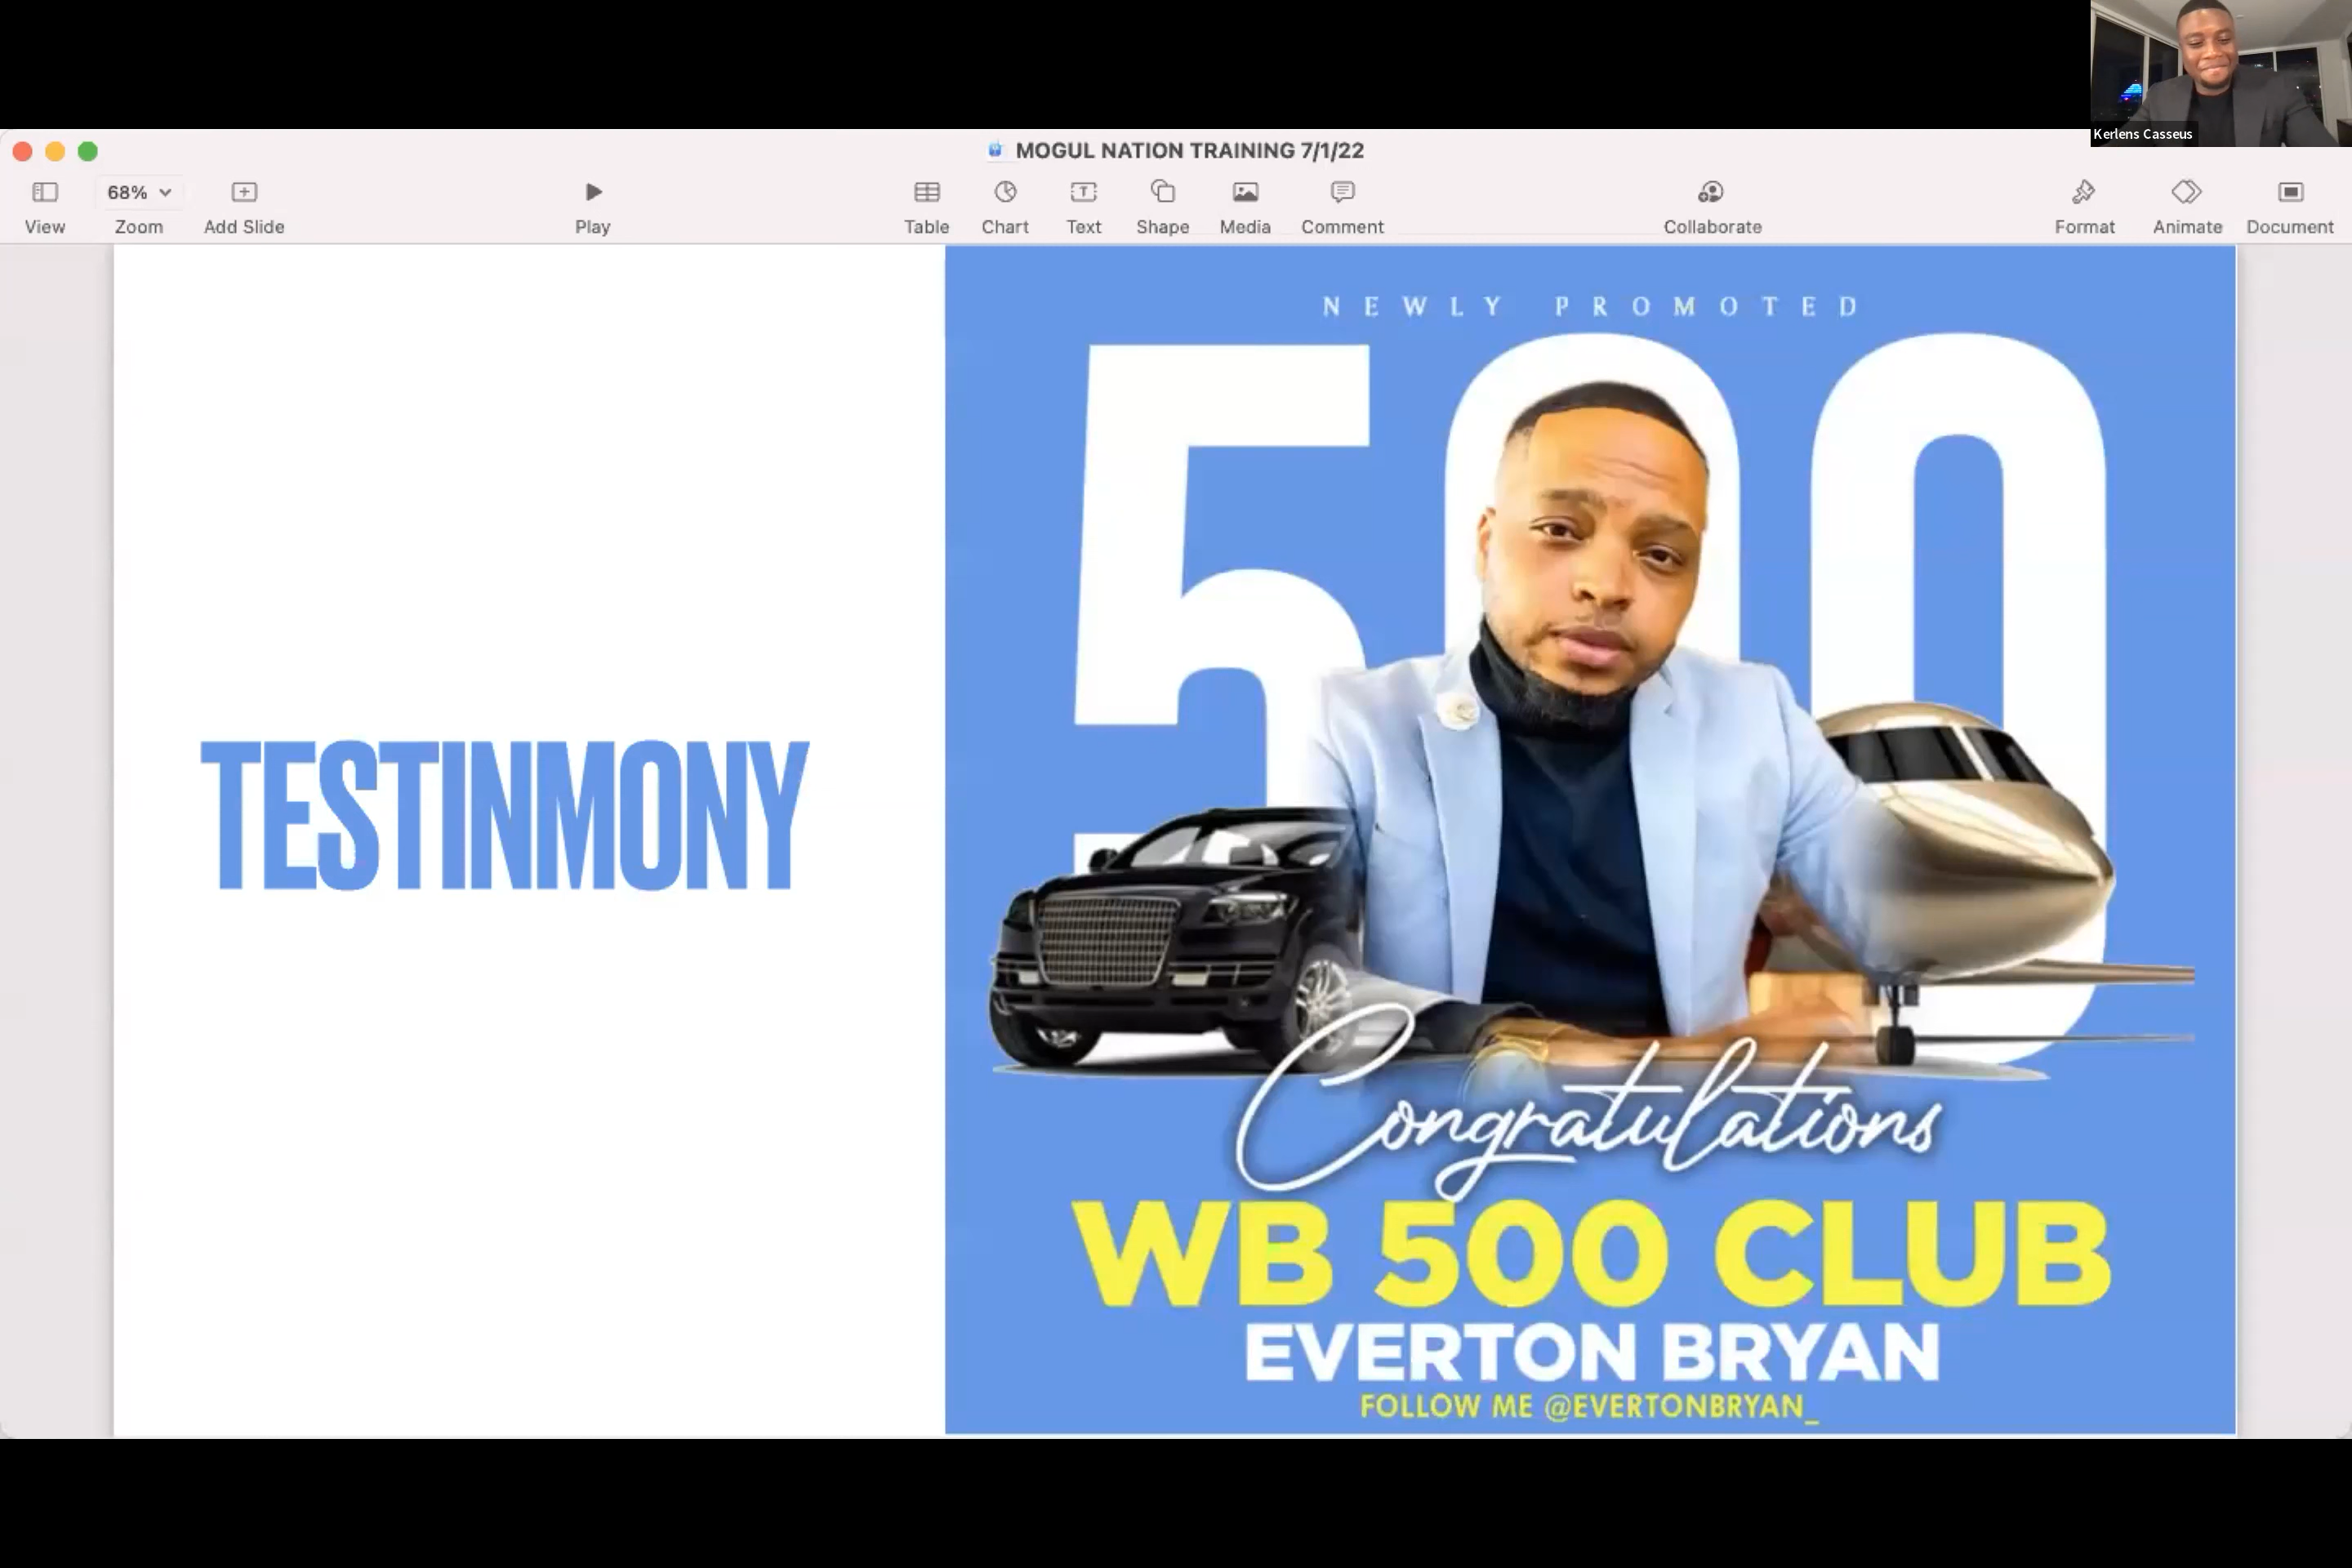 Kerlens Casseus
MOGUL NATION TRAINING 7/1/22
68%
View Zoom Add Slide Play Table Chart Text Shape Media Comment Collaborate Format Animate Document
TESTINMONY
NEWLY PROMOTED
500
Congratulations
WB 500 CLUB
EVERTON BRYAN
FOLLOW ME @EVERTONBRYAN_